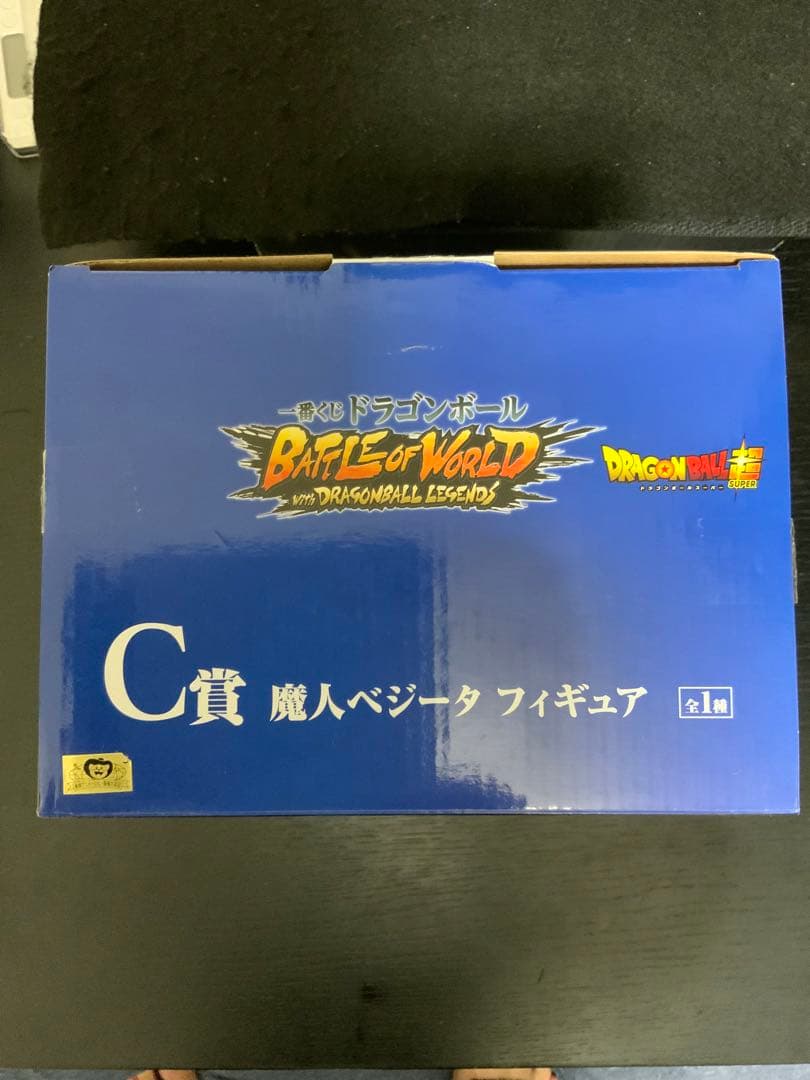 一番くじ ドラゴンボール
BATTLE OF WORLD
with DRAGONBALL LEGENDS
DRAGONBALL超
SUPER
ドラゴンボールスーパー
C賞 魔人ベジータ フィギュア 全1種